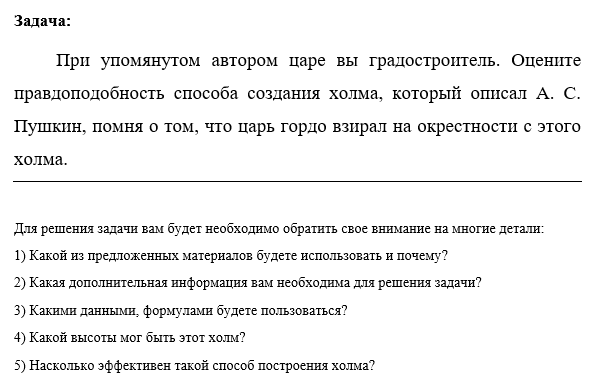 Задача:
При упомянутом автором царе вы градостроитель. Оцените
правдоподобность способа создания холма, который описал А. С.
Пушкин, помня о том, что царь гордо взирал на окрестности с этого
холма.
Для решения задачи вам будет необходимо обратить свое внимание на многие детали:
1) Какой из предложенных материалов будете использовать и почему?
2) Какая дополнительная информация вам необходима для решения задачи?
3) Какими данными, формулами будете пользоваться?
4) Какой высоты мог быть этот холм?
5) Насколько эффективен такой способ построения холма?